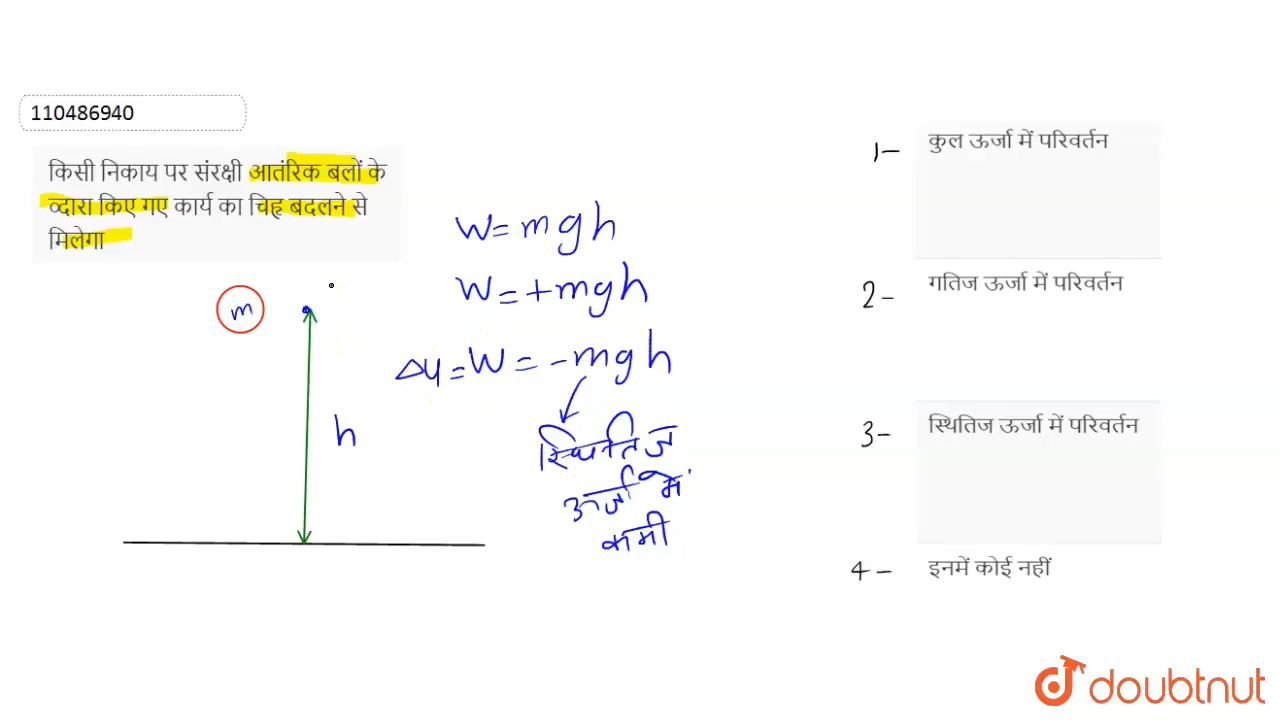 110486940
किसी निकाय पर संरक्षी आतंरिक बलों के
व्दारा किए गए कार्य का चिह्न बदलने से
मिलेगा
m
h
W = mgh
W = +mgh
Δu = W = -mgh
स्थितिज
ऊर्जा में
कमी
1- कुल ऊर्जा में परिवर्तन
2- गतिज ऊर्जा में परिवर्तन
3- स्थितिज ऊर्जा में परिवर्तन
4- इनमें कोई नहीं
doubtnut